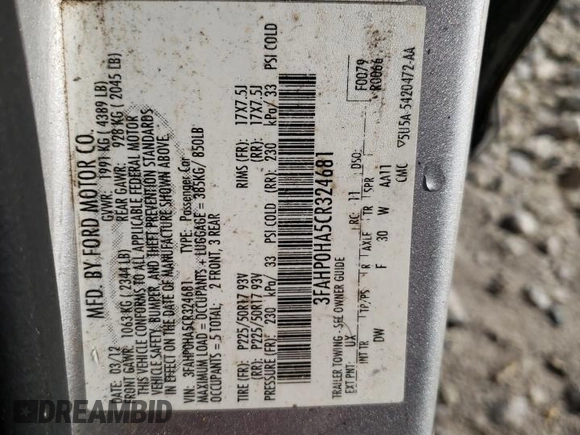 MFD. BY FORD MOTOR CO.
DATE: 03/12 GVWR: 1991 KG ( 4389 LB)
FRONT GAWR: 1063 KG ( 2344 LB) REAR GAWR: 928 KG ( 2045 LB)
THIS VEHICLE CONFORMS TO ALL APPLICABLE FEDERAL MOTOR
VEHICLE SAFETY, BUMPER, AND THEFT PREVENTION STANDARDS
IN EFFECT ON THE DATE OF MANUFACTURE SHOWN ABOVE
VIN: 3FAHP0HA5CR324681 TYPE: Passenger Car
MAXIMUM LOAD = OCCUPANTS + LUGGAGE = 385KG/ 850LB
OCCUPANTS = 5 TOTAL: 2 FRONT, 3 REAR
TIRE (FR): P225/50R17 93V RIMS (FR): 17X7.5J
(RR): P225/50R17 93V (RR): 17X7.5J
PRESSURE (FR): 230 kPa/ 33 PSI COLD (RR): 230 kPa/ 33 PSI COLD
3FAHP0HA5CR324681
F0079
R0066
TRAILER TOWING - SEE OWNER GUIDE
EXT PNT: UX RC: 11 DSO:
INT TR TP/PS R AXLE TR SPR
DW F 30 W AA11
CMC
5U5A-5420472-AA
DREAMBID